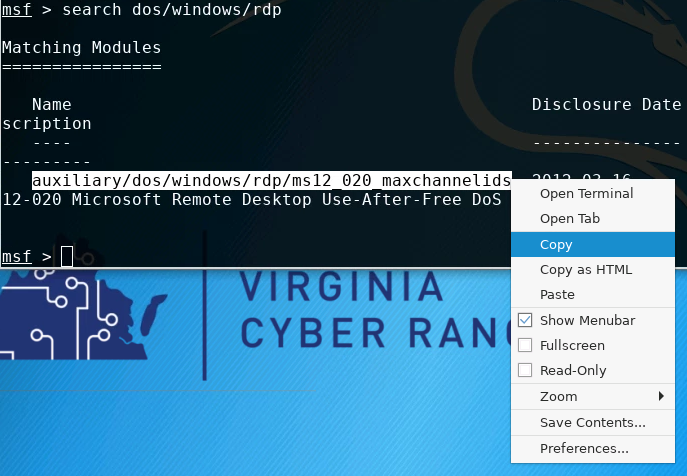 msf > search dos/windows/rdp
Matching Modules
================
Name Disclosure Date
scription
---- ---------------
---------
auxiliary/dos/windows/rdp/ms12_020_maxchannelids 2012-03-16
12-020 Microsoft Remote Desktop Use-After-Free DoS
msf >
Open Terminal
Open Tab
Copy
Copy as HTML
Paste
Show Menubar
Fullscreen
Read-Only
Zoom
Save Contents...
Preferences...
VIRGINIA
CYBER RANG